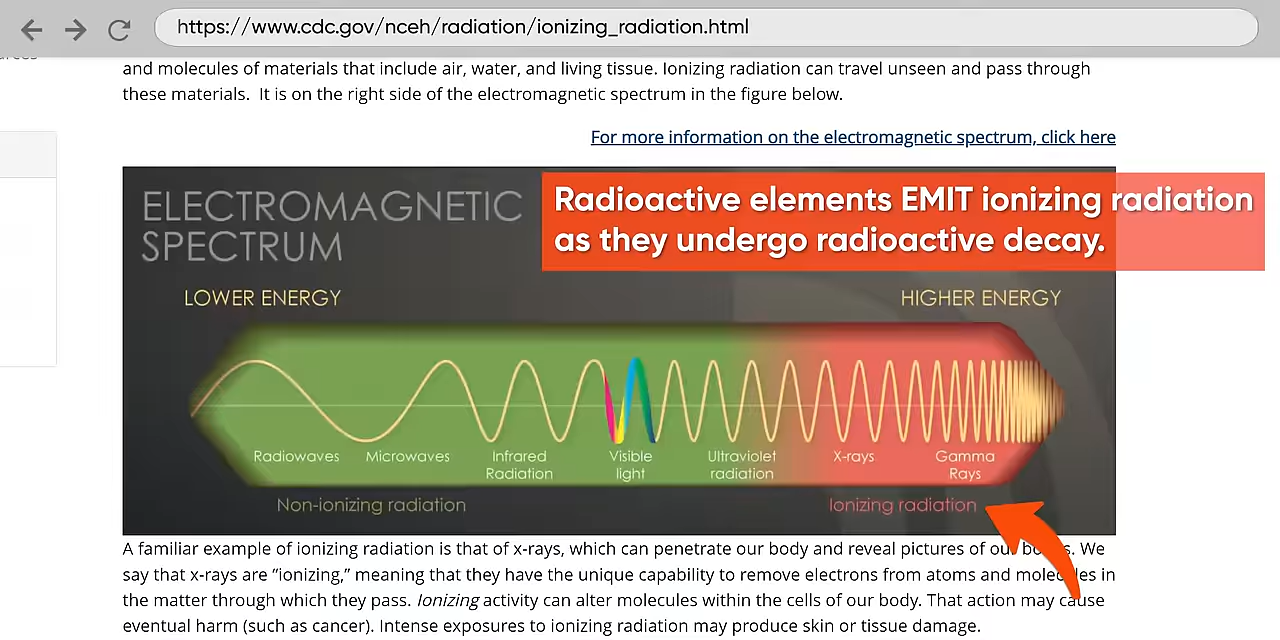 https://www.cdc.gov/nceh/radiation/ionizing_radiation.html
and molecules of materials that include air, water, and living tissue. Ionizing radiation can travel unseen and pass through
these materials. It is on the right side of the electromagnetic spectrum in the figure below.
For more information on the electromagnetic spectrum, click here
ELECTROMAGNETIC
SPECTRUM
Radioactive elements EMIT ionizing radiation
as they undergo radioactive decay.
LOWER ENERGY
HIGHER ENERGY
Radiowaves
Microwaves
Infrared
Radiation
Visible
light
Ultraviolet
radiation
X-rays
Gamma
Rays
Non-ionizing radiation
Ionizing radiation
A familiar example of ionizing radiation is that of x-rays, which can penetrate our body and reveal pictures of our bones. We
say that x-rays are "ionizing," meaning that they have the unique capability to remove electrons from atoms and molecules in
the matter through which they pass. Ionizing activity can alter molecules within the cells of our body. That action may cause
eventual harm (such as cancer). Intense exposures to ionizing radiation may produce skin or tissue damage.